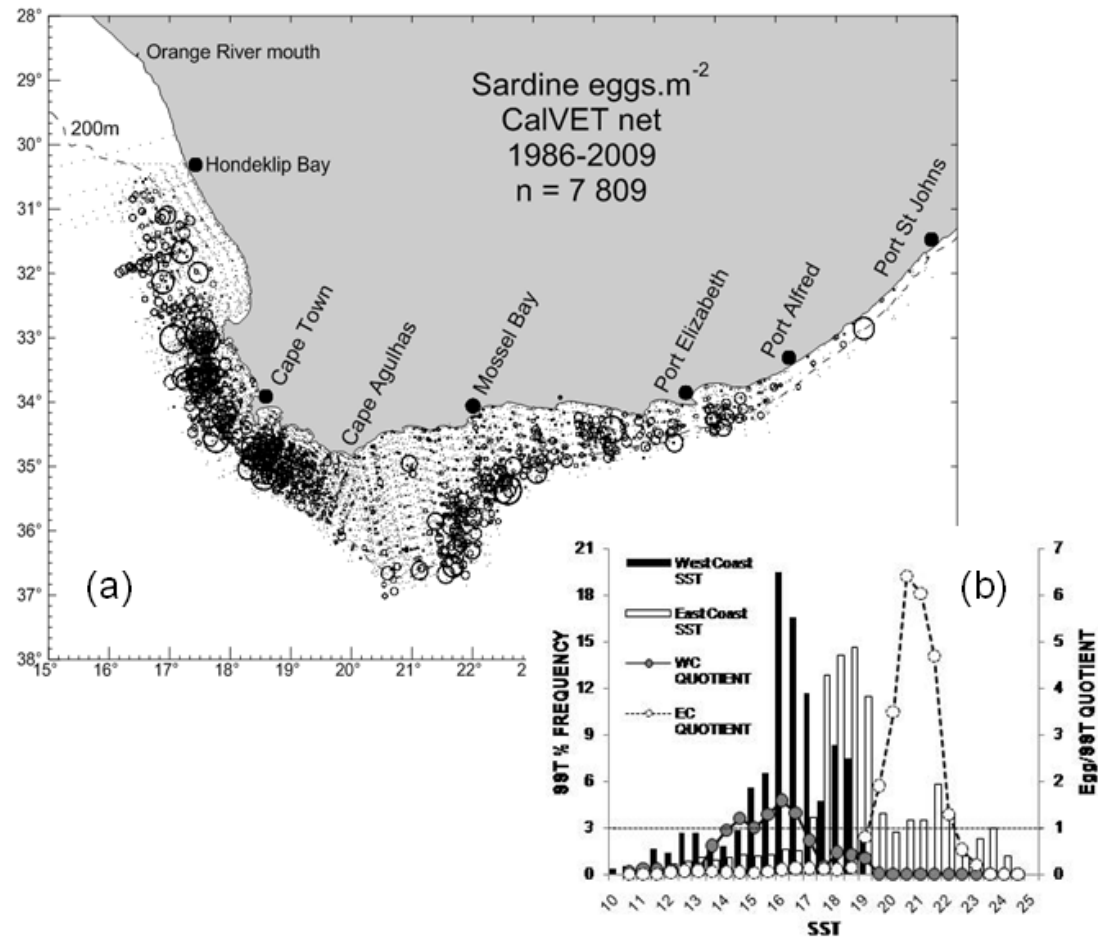 28°
29°
30°
31°
32°
33°
34°
35°
36°
37°
38°
15°
16°
17°
18°
19°
20°
21°
22°
2
Orange River mouth
200m
Hondeklip Bay
Sardine eggs.m-2
CalVET net
1986-2009
n = 7 809
Cape Town
Cape Agulhas
Mossel Bay
Port Elizabeth
Port Alfred
Port St Johns
(a)
(b)
21
18
15
12
9
6
3
0
SST % FREQUENCY
West Coast
SST
East Coast
SST
WC
QUOTIENT
EC
QUOTIENT
7
6
5
4
3
2
1
0
Egg/SST QUOTIENT
10
11
12
13
14
15
16
17
18
19
20
21
22
23
24
25
SST